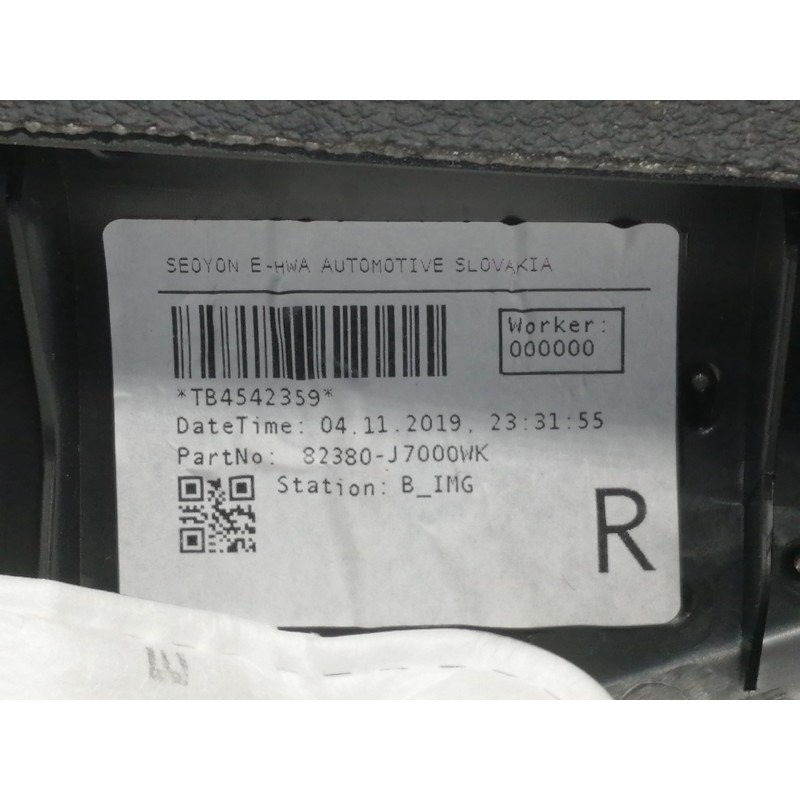 SEOYON E-HWA AUTOMOTIVE SLOVAKIA
Worker:
000000
*TB4542359*
DateTime: 04.11.2019, 23:31:55
PartNo: 82380-J7000WK
Station: B_IMG
R